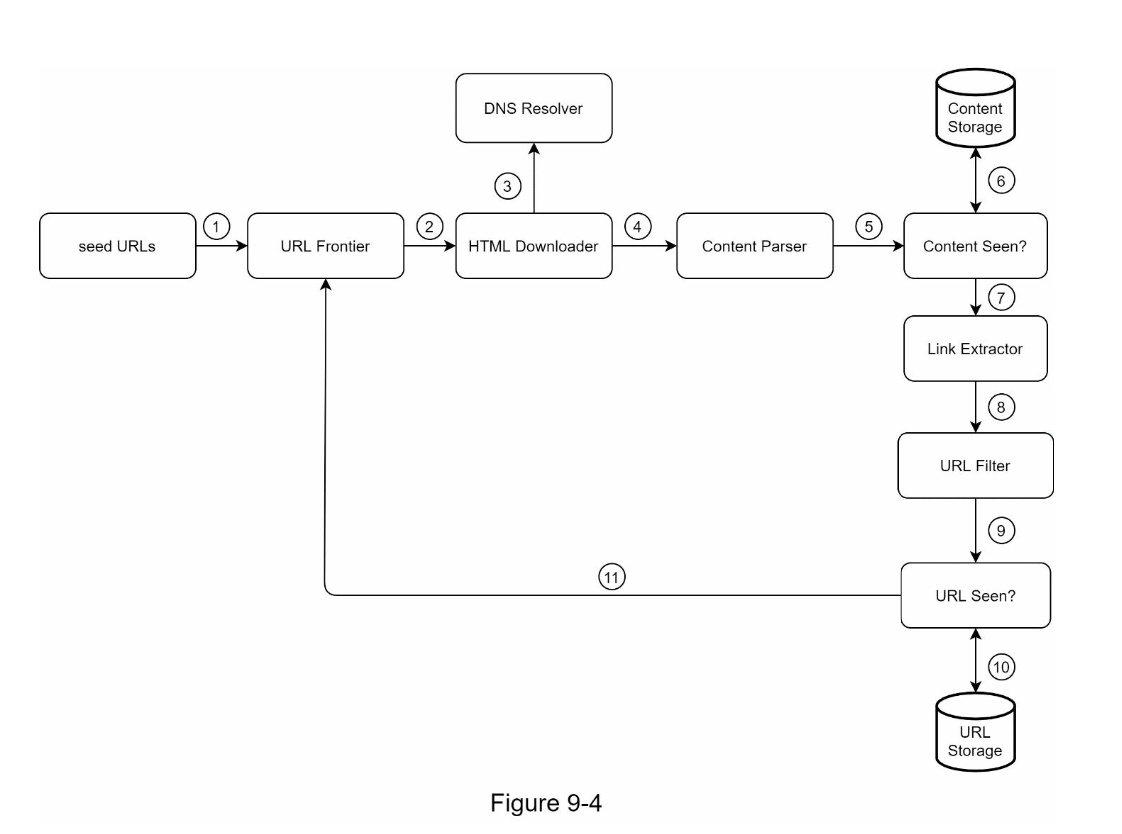 DNS Resolver
Content
Storage
3
6
seed URLs
1
URL Frontier
2
HTML Downloader
4
Content Parser
5
Content Seen?
7
Link Extractor
8
URL Filter
9
11
URL Seen?
10
URL
Storage
Figure 9-4